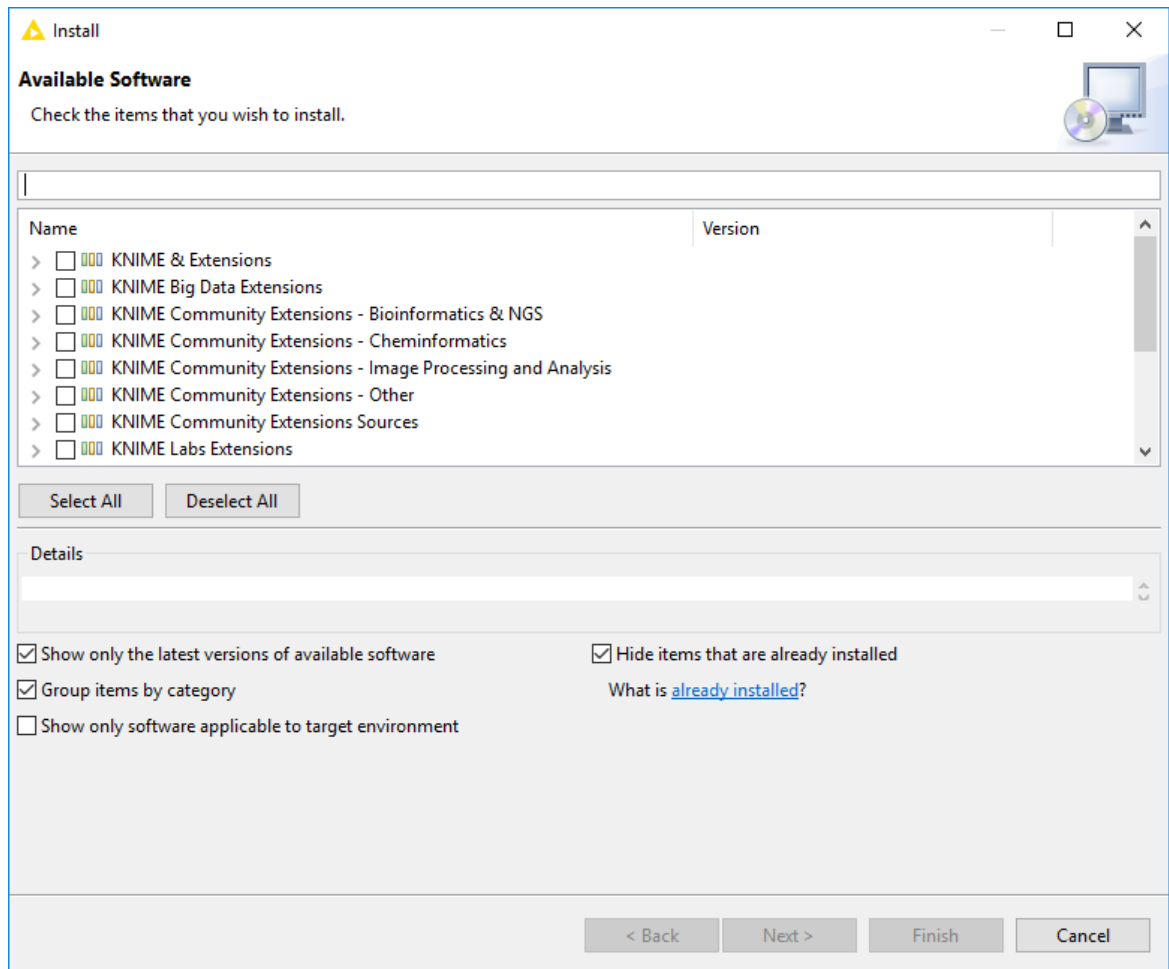 Install
Available Software
Check the items that you wish to install.
Name Version
KNIME & Extensions
KNIME Big Data Extensions
KNIME Community Extensions - Bioinformatics & NGS
KNIME Community Extensions - Cheminformatics
KNIME Community Extensions - Image Processing and Analysis
KNIME Community Extensions - Other
KNIME Community Extensions Sources
KNIME Labs Extensions
Select All Deselect All
Details
Show only the latest versions of available software Hide items that are already installed
Group items by category What is already installed?
Show only software applicable to target environment
< Back Next > Finish Cancel